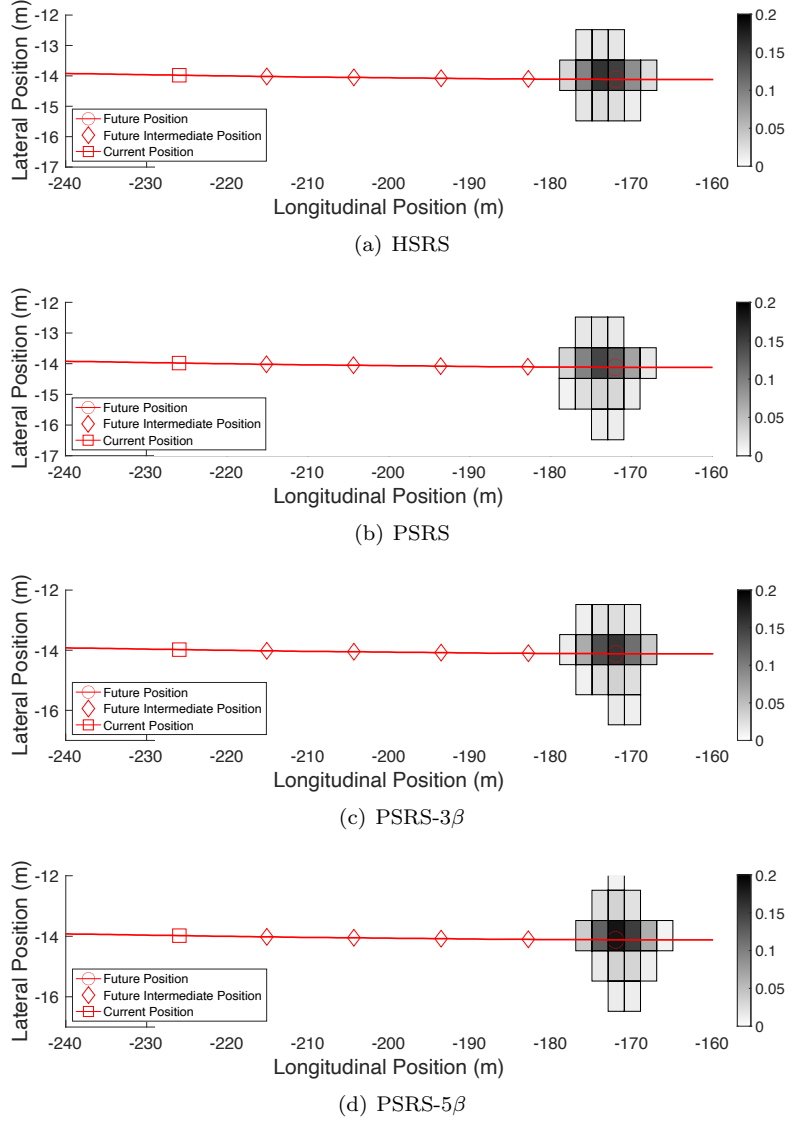 -12
-13
-14
-15
-16
-17
Lateral Position (m)
Future Position
Future Intermediate Position
Current Position
-240 -230 -220 -210 -200 -190 -180 -170 -160
Longitudinal Position (m)
0.2
0.15
0.1
0.05
0
(a) HSRS
-12
-13
-14
-15
-16
-17
Lateral Position (m)
Future Position
Future Intermediate Position
Current Position
-240 -230 -220 -210 -200 -190 -180 -170 -160
Longitudinal Position (m)
0.2
0.15
0.1
0.05
0
(b) PSRS
-12
-14
-16
Lateral Position (m)
Future Position
Future Intermediate Position
Current Position
-240 -230 -220 -210 -200 -190 -180 -170 -160
Longitudinal Position (m)
0.2
0.15
0.1
0.05
0
(c) PSRS-3β
-12
-14
-16
Lateral Position (m)
Future Position
Future Intermediate Position
Current Position
-240 -230 -220 -210 -200 -190 -180 -170 -160
Longitudinal Position (m)
0.2
0.15
0.1
0.05
0
(d) PSRS-5β